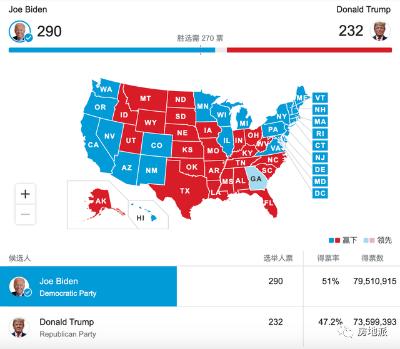 Joe Biden
Donald Trump
290
232
胜选需 270 票
WA
MT
ND
MN
ME
VT
OR
ID
SD
WI
NY
NH
WY
MI
MA
NE
IA
PA
RI
NV
UT
CO
IL
IN
OH
CT
CA
KS
MO
KY
WV
VA
NJ
AZ
NM
OK
AR
TN
NC
DE
SC
MD
MS
AL
GA
DC
TX
LA
FL
AK
HI
+
−
赢下
领先
候选人
选举人票
得票率
得票数
Joe Biden
Democratic Party
290
51%
79,510,915
Donald Trump
Republican Party
232
47.2%
73,599,393
房地派